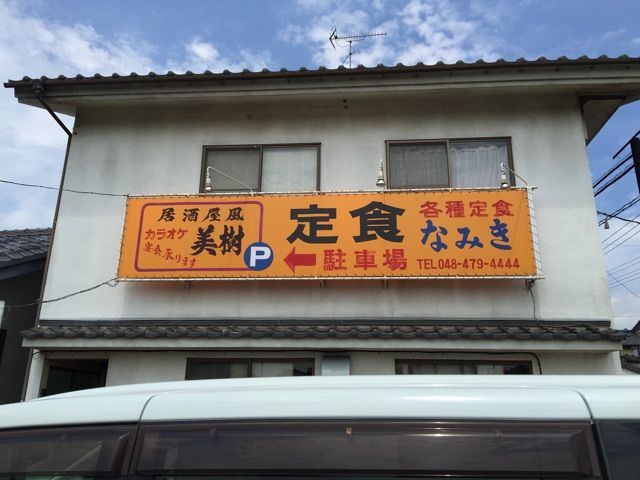 居酒屋風
カラオケ
美樹
宴会承ります
P
定食
←駐車場
各種定食
なみき
TEL048-479-4444